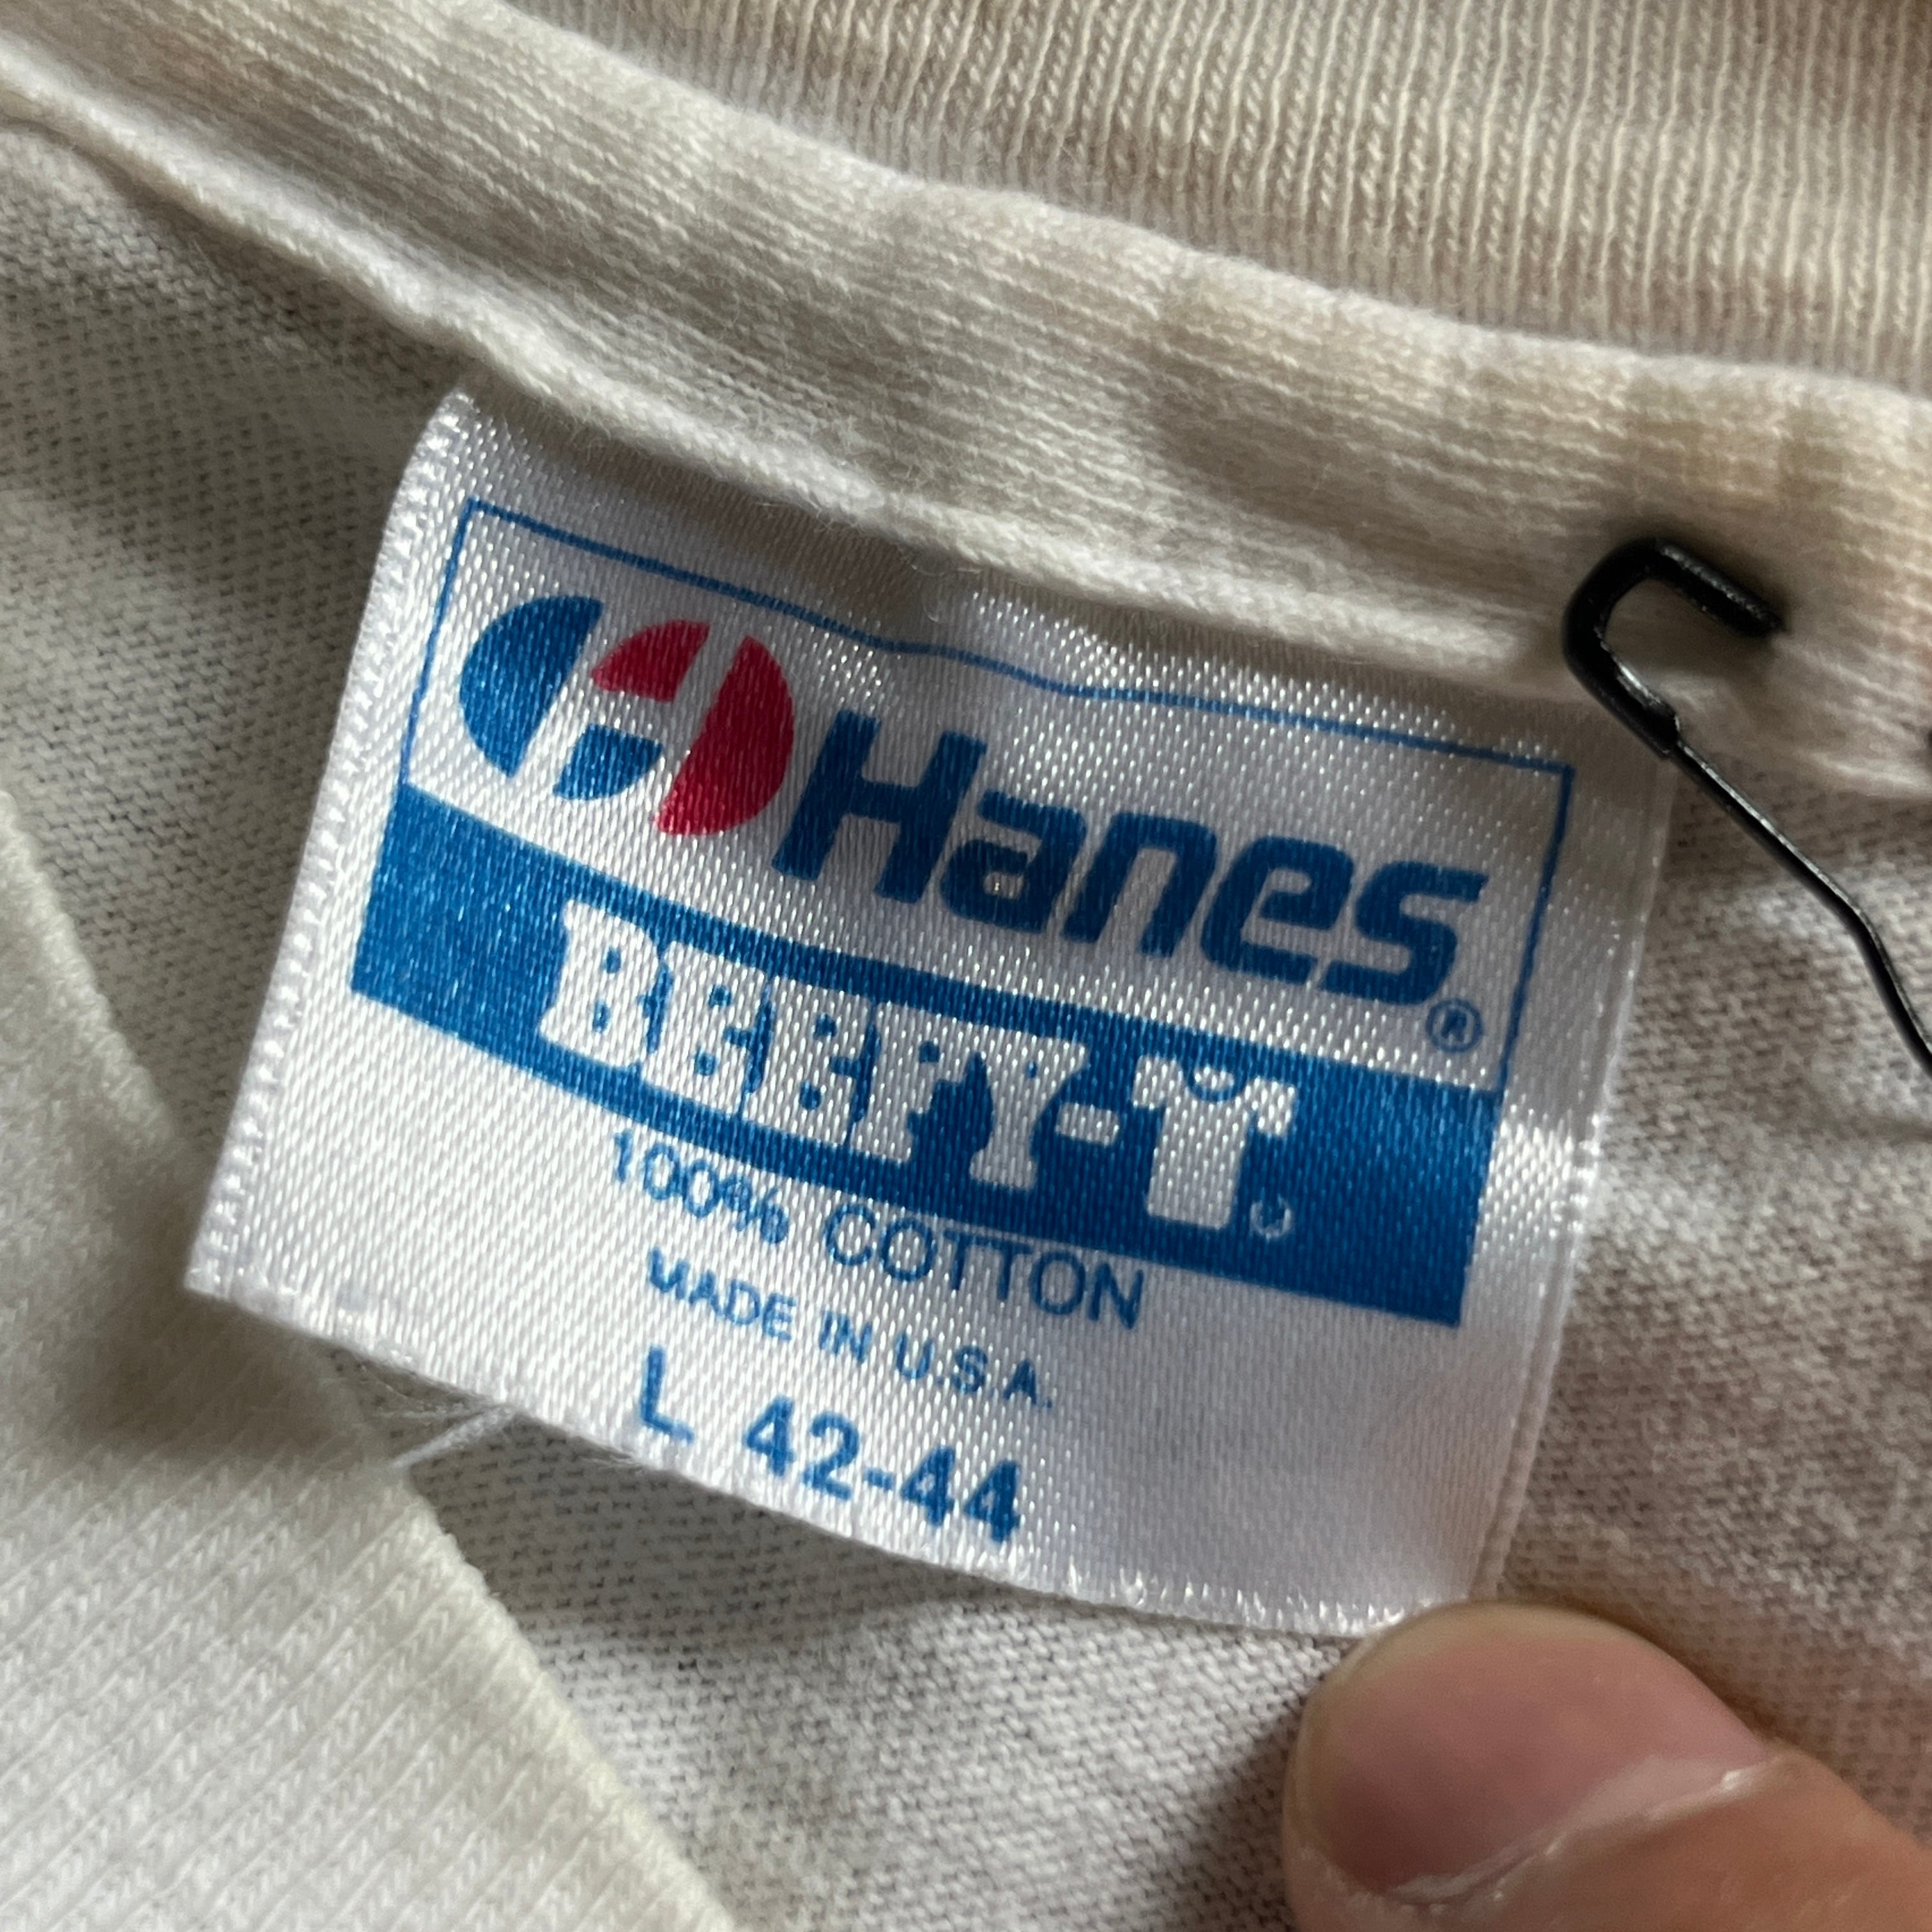 Hanes®
BEEFY-T®
100% COTTON
MADE IN U.S.A.
L 42-44